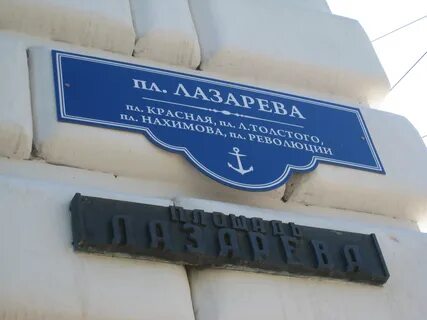 пл. ЛАЗАРЕВА
пл. КРАСНАЯ, пл. Л.ТОЛСТОГО,
пл. НАХИМОВА, пл. РЕВОЛЮЦИИ
ПЛОЩАДЬ
ЛАЗАРЕВА